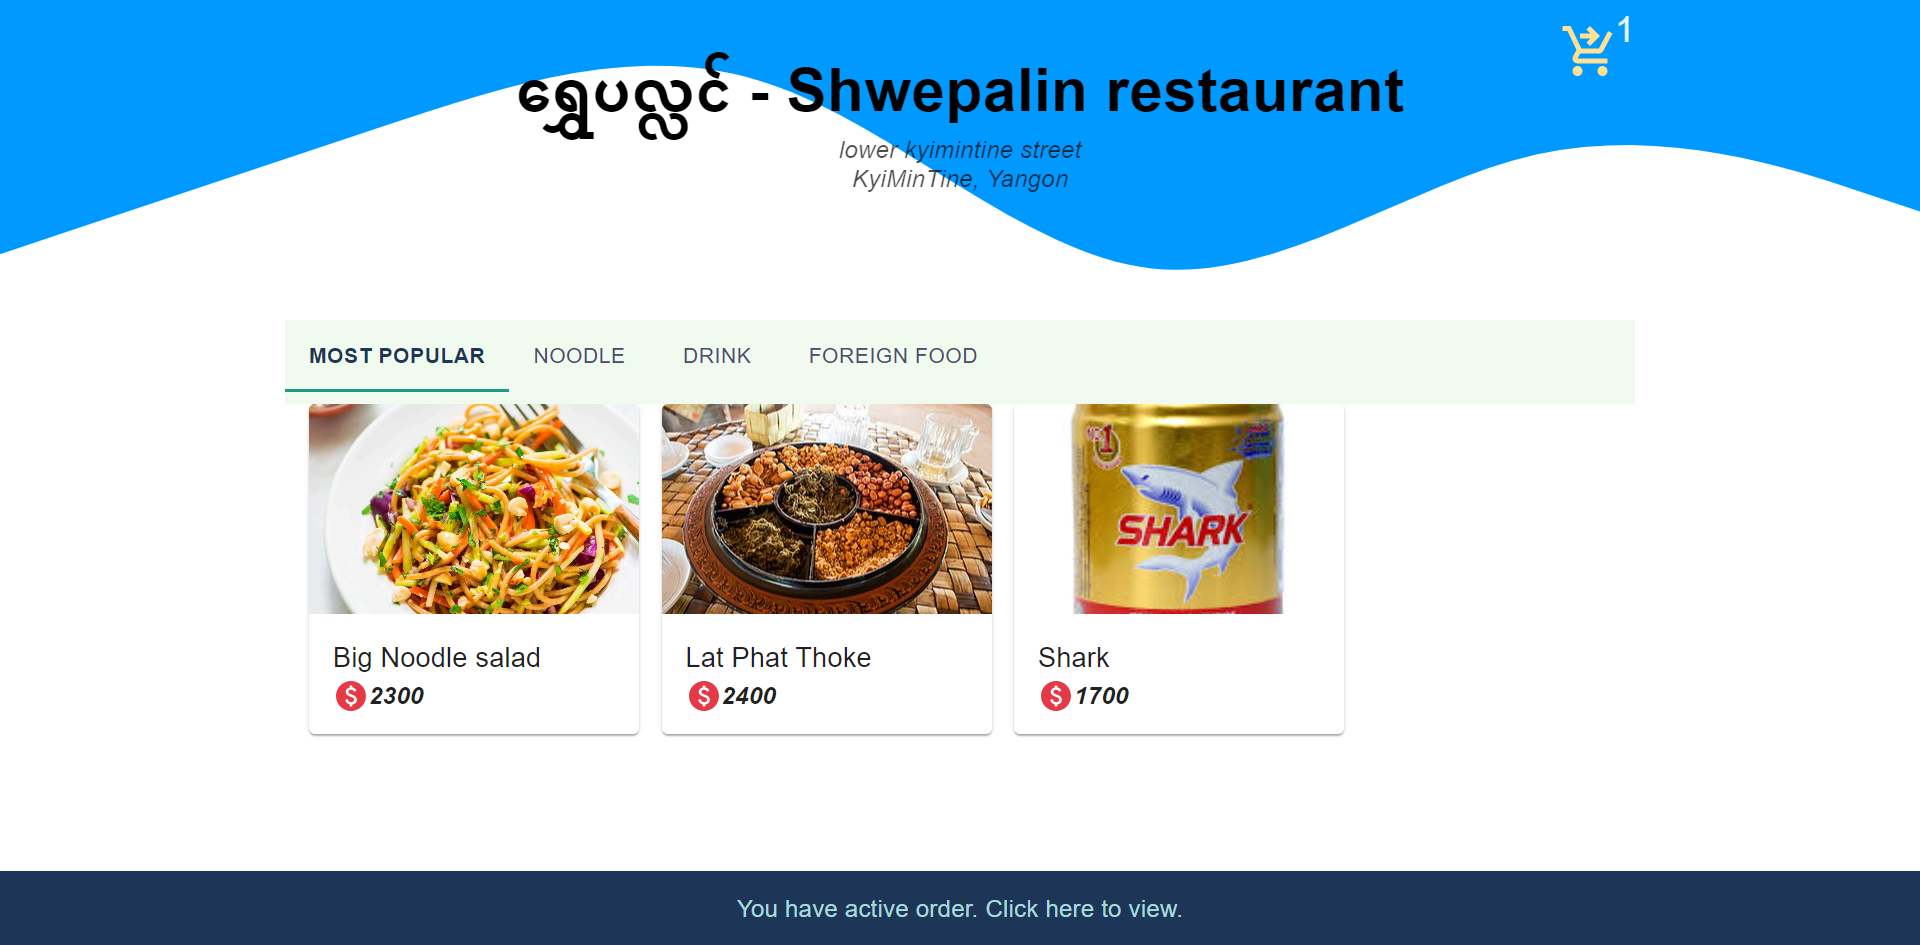 1
ရွှေပလ္လင် - Shwepalin restaurant
lower kyimintine street
KyiMinTine, Yangon
MOST POPULAR NOODLE DRINK FOREIGN FOOD
SHARK
Big Noodle salad
$ 2300
Lat Phat Thoke
$ 2400
Shark
$ 1700
You have active order. Click here to view.